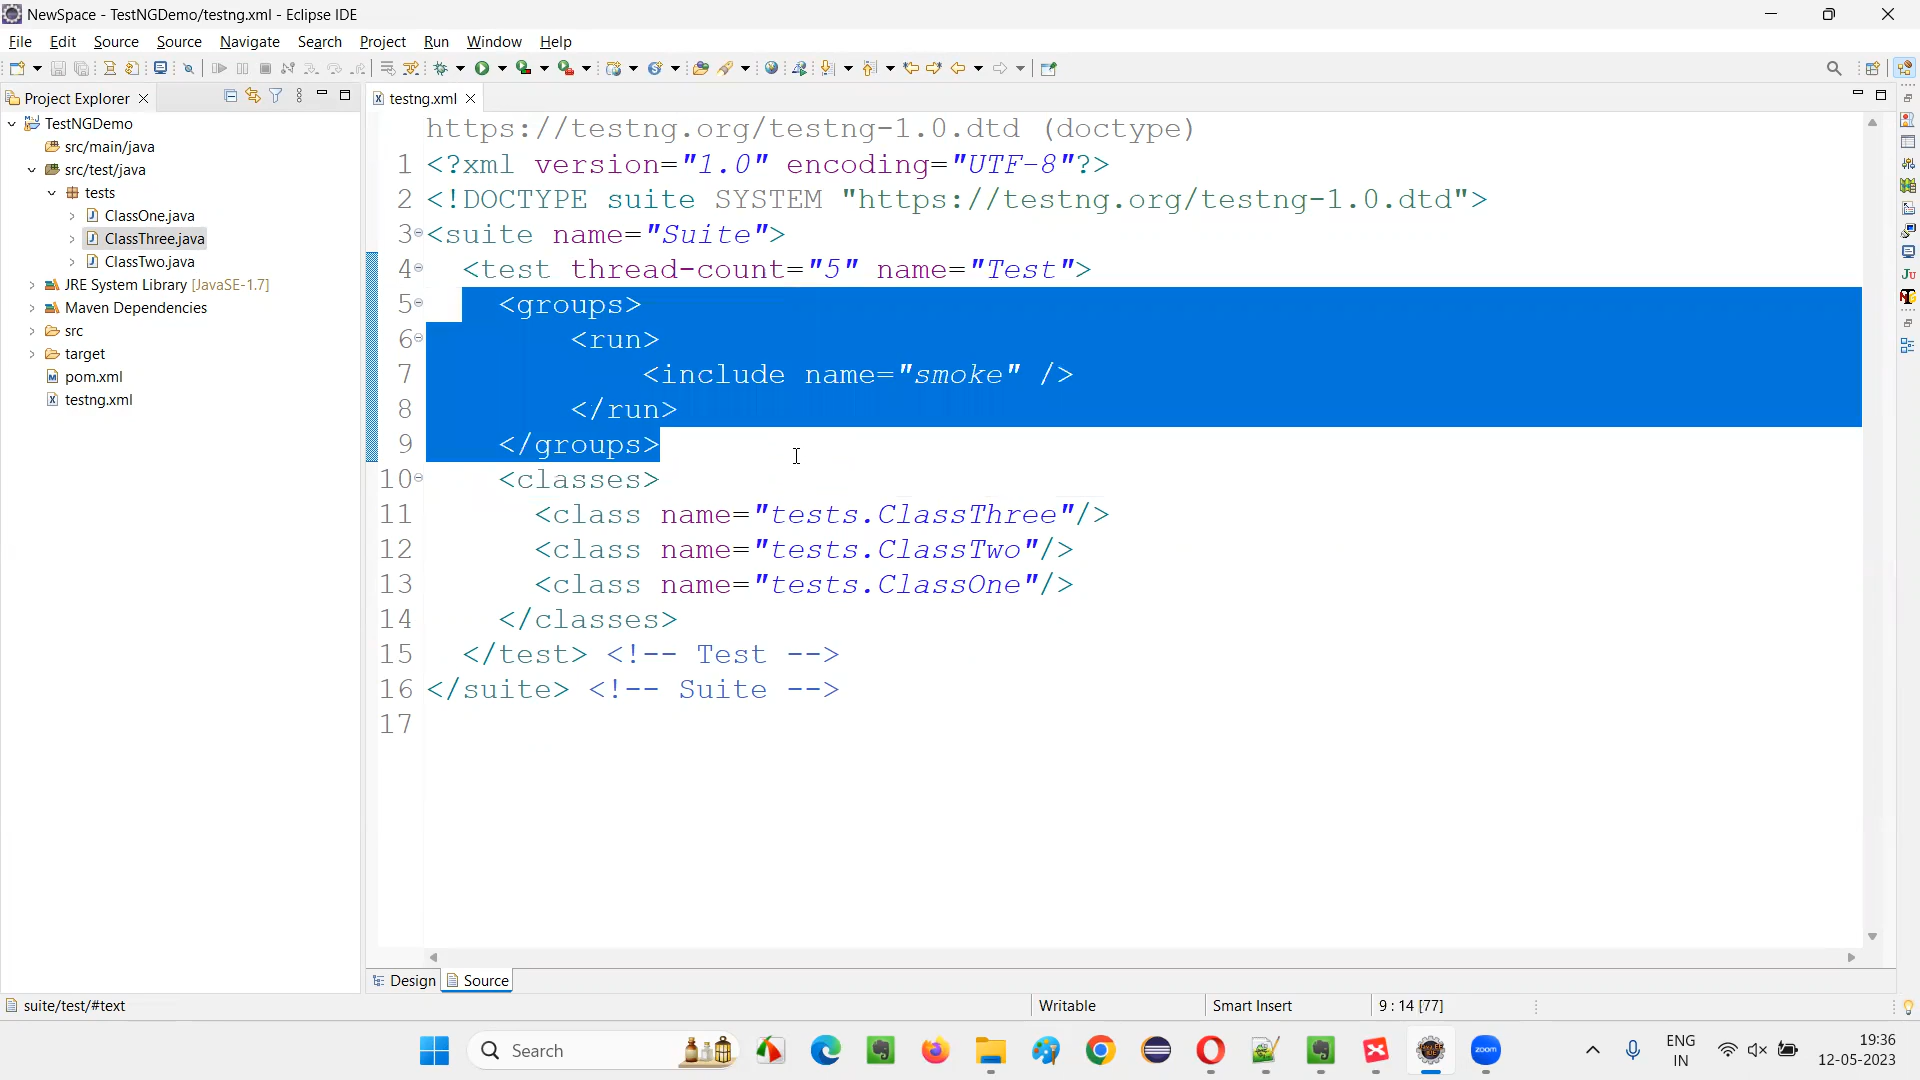 NewSpace - TestNGDemo/testng.xml - Eclipse IDE
File Edit Source Source Navigate Search Project Run Window Help
Project Explorer
testng.xml
TestNGDemo
src/main/java
src/test/java
tests
ClassOne.java
ClassThree.java
ClassTwo.java
JRE System Library [JavaSE-1.7]
Maven Dependencies
src
target
pom.xml
testng.xml
https://testng.org/testng-1.0.dtd (doctype)
1 <?xml version="1.0" encoding="UTF-8"?>
2 <!DOCTYPE suite SYSTEM "https://testng.org/testng-1.0.dtd">
3 <suite name="Suite">
4 <test thread-count="5" name="Test">
5 <groups>
6 <run>
7 <include name="smoke" />
8 </run>
9 </groups>
10 <classes>
11 <class name="tests.ClassThree"/>
12 <class name="tests.ClassTwo"/>
13 <class name="tests.ClassOne"/>
14 </classes>
15 </test> <!-- Test -->
16 </suite> <!-- Suite -->
17
Design Source
suite/test/#text
Writable
Smart Insert
9 : 14 [77]
Search
zoom
ENG
IN
19:36
12-05-2023